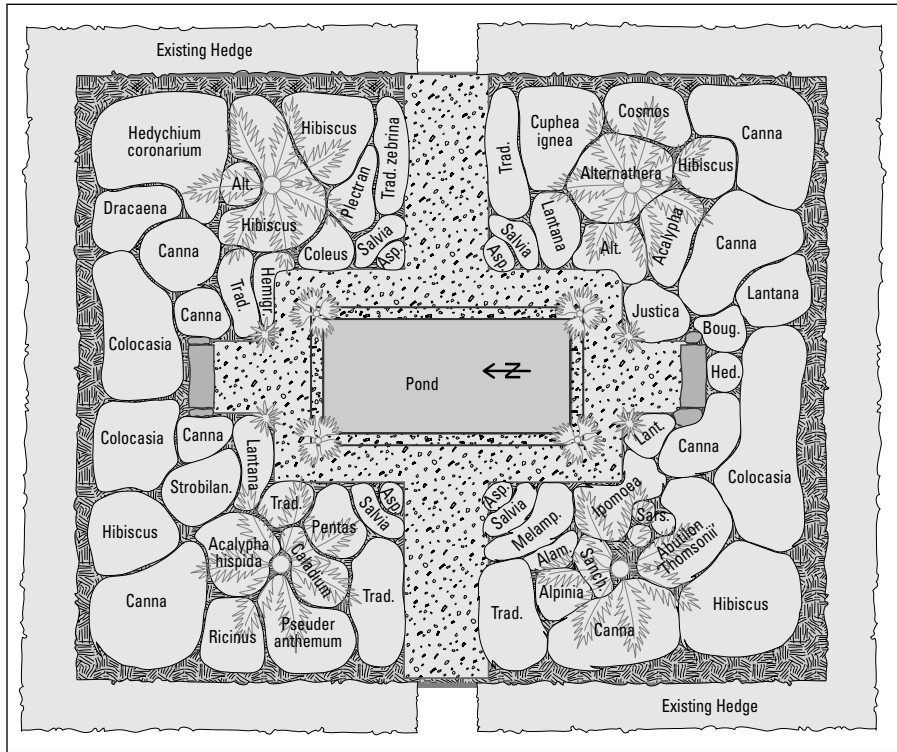 Existing Hedge
Hedychium
coronarium
Hibiscus
Trad. zebrina
Alt.
Plectran
Dracaena
Hibiscus
Canna
Coleus
Salvia
Asp.
Trad.
Hemigr.
Canna
Colocasia
Trad.
Cuphea
ignea
Cosmos
Canna
Alternathera
Hibiscus
Lantana
Acalypha
Salvia
Asp.
Alt.
Canna
Lantana
Justica
Boug.
Hed.
Pond
N
Colocasia
Canna
Lantana
Strobilan.
Trad.
Hibiscus
Acalypha
hispida
Pentas
Salvia
Asp.
Caladium
Canna
Trad.
Ricinus
Pseuder
anthemum
Lant.
Canna
Colocasia
Asp.
Salvia
Melamp.
Ipomoea
Sars.
Abutilon
Thomsonii
Alam.
Sanch.
Alpinia
Trad.
Canna
Hibiscus
Existing Hedge